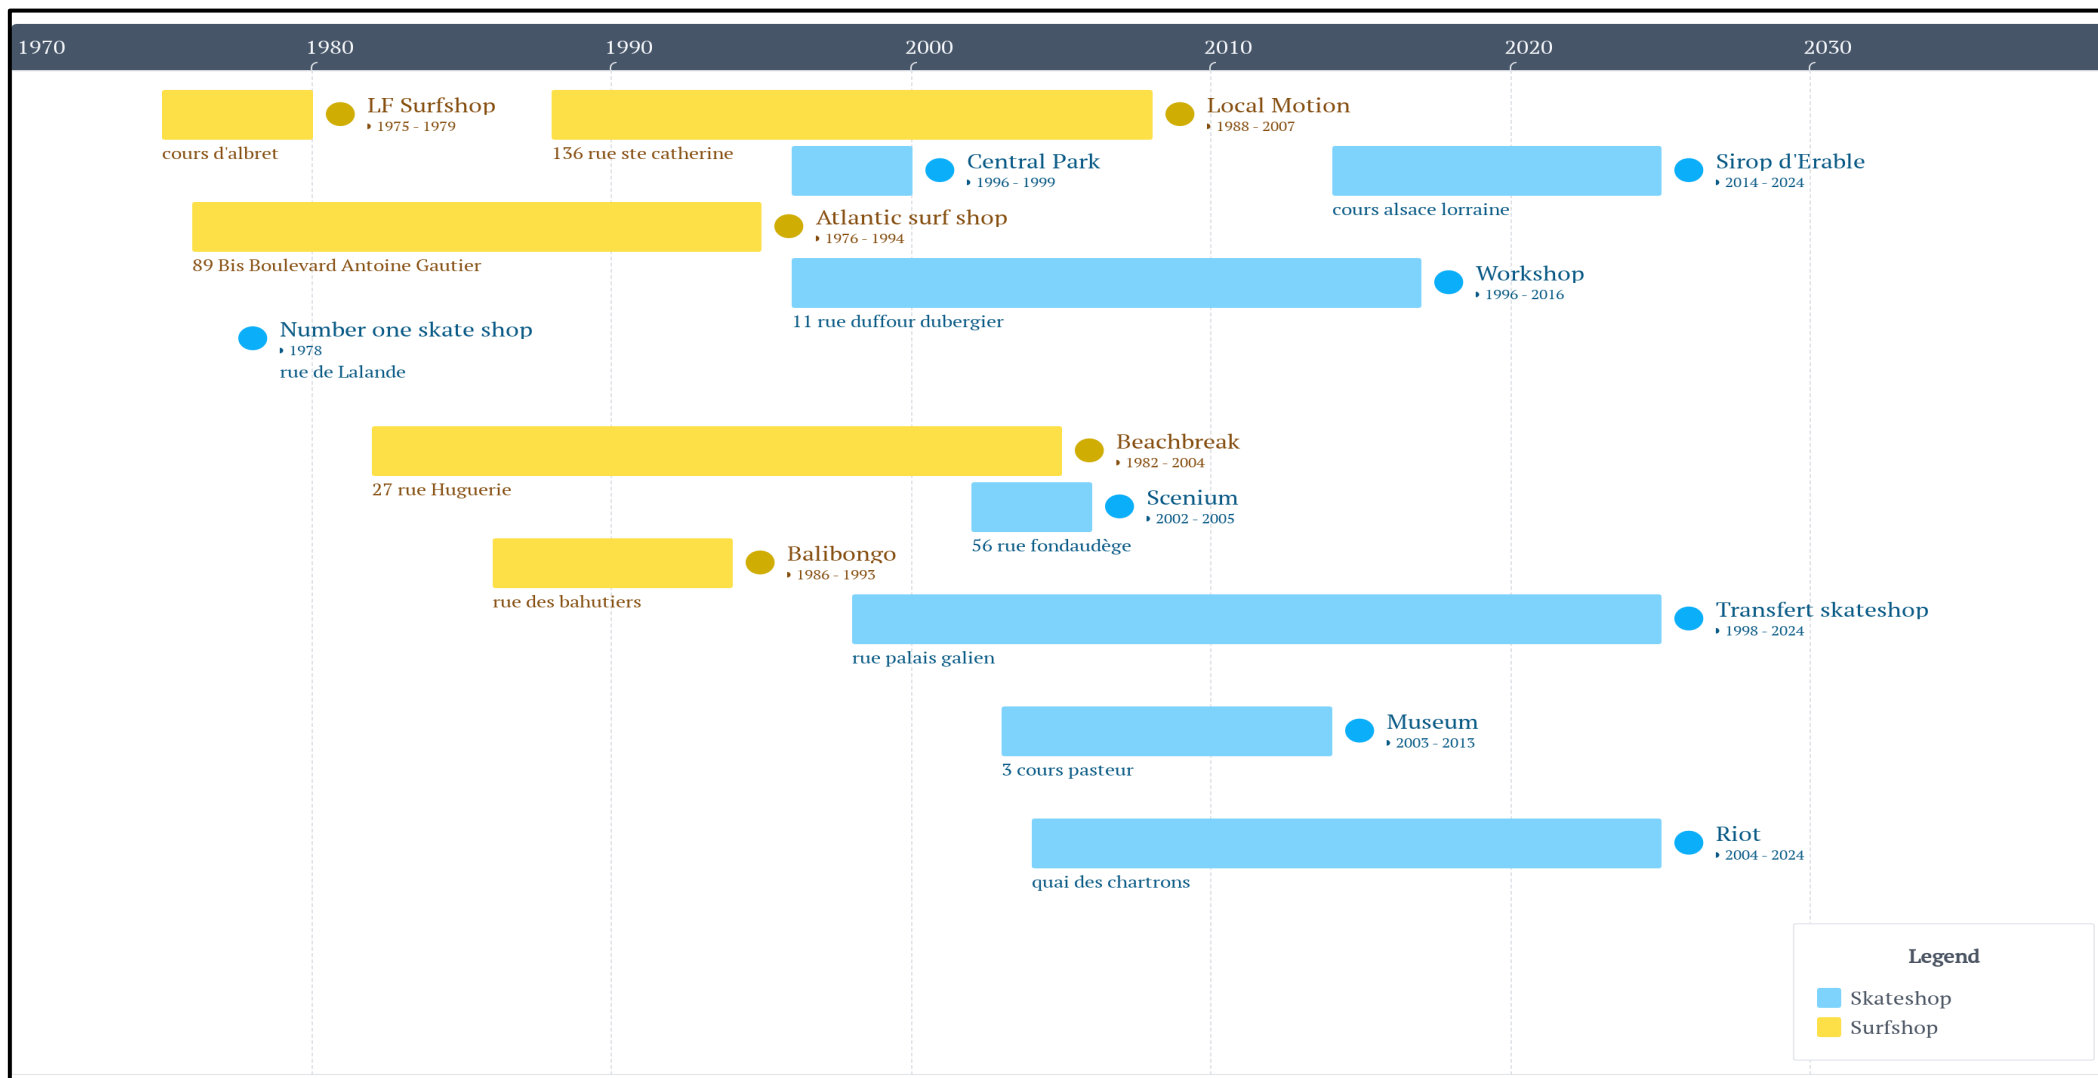 1970 1980 1990 2000 2010 2020 2030
LF Surfshop
1975 - 1979
cours d'albret
Local Motion
1988 - 2007
136 rue ste catherine
Central Park
1996 - 1999
Sirop d'Erable
2014 - 2024
cours alsace lorraine
Atlantic surf shop
1976 - 1994
89 Bis Boulevard Antoine Gautier
Workshop
1996 - 2016
11 rue duffour dubergier
Number one skate shop
1978
rue de Lalande
Beachbreak
1982 - 2004
27 rue Huguerie
Scenium
2002 - 2005
56 rue fondaudège
Balibongo
1986 - 1993
rue des bahutiers
Transfert skateshop
1998 - 2024
rue palais galien
Museum
2003 - 2013
3 cours pasteur
Riot
2004 - 2024
quai des chartrons
Legend
Skateshop
Surfshop